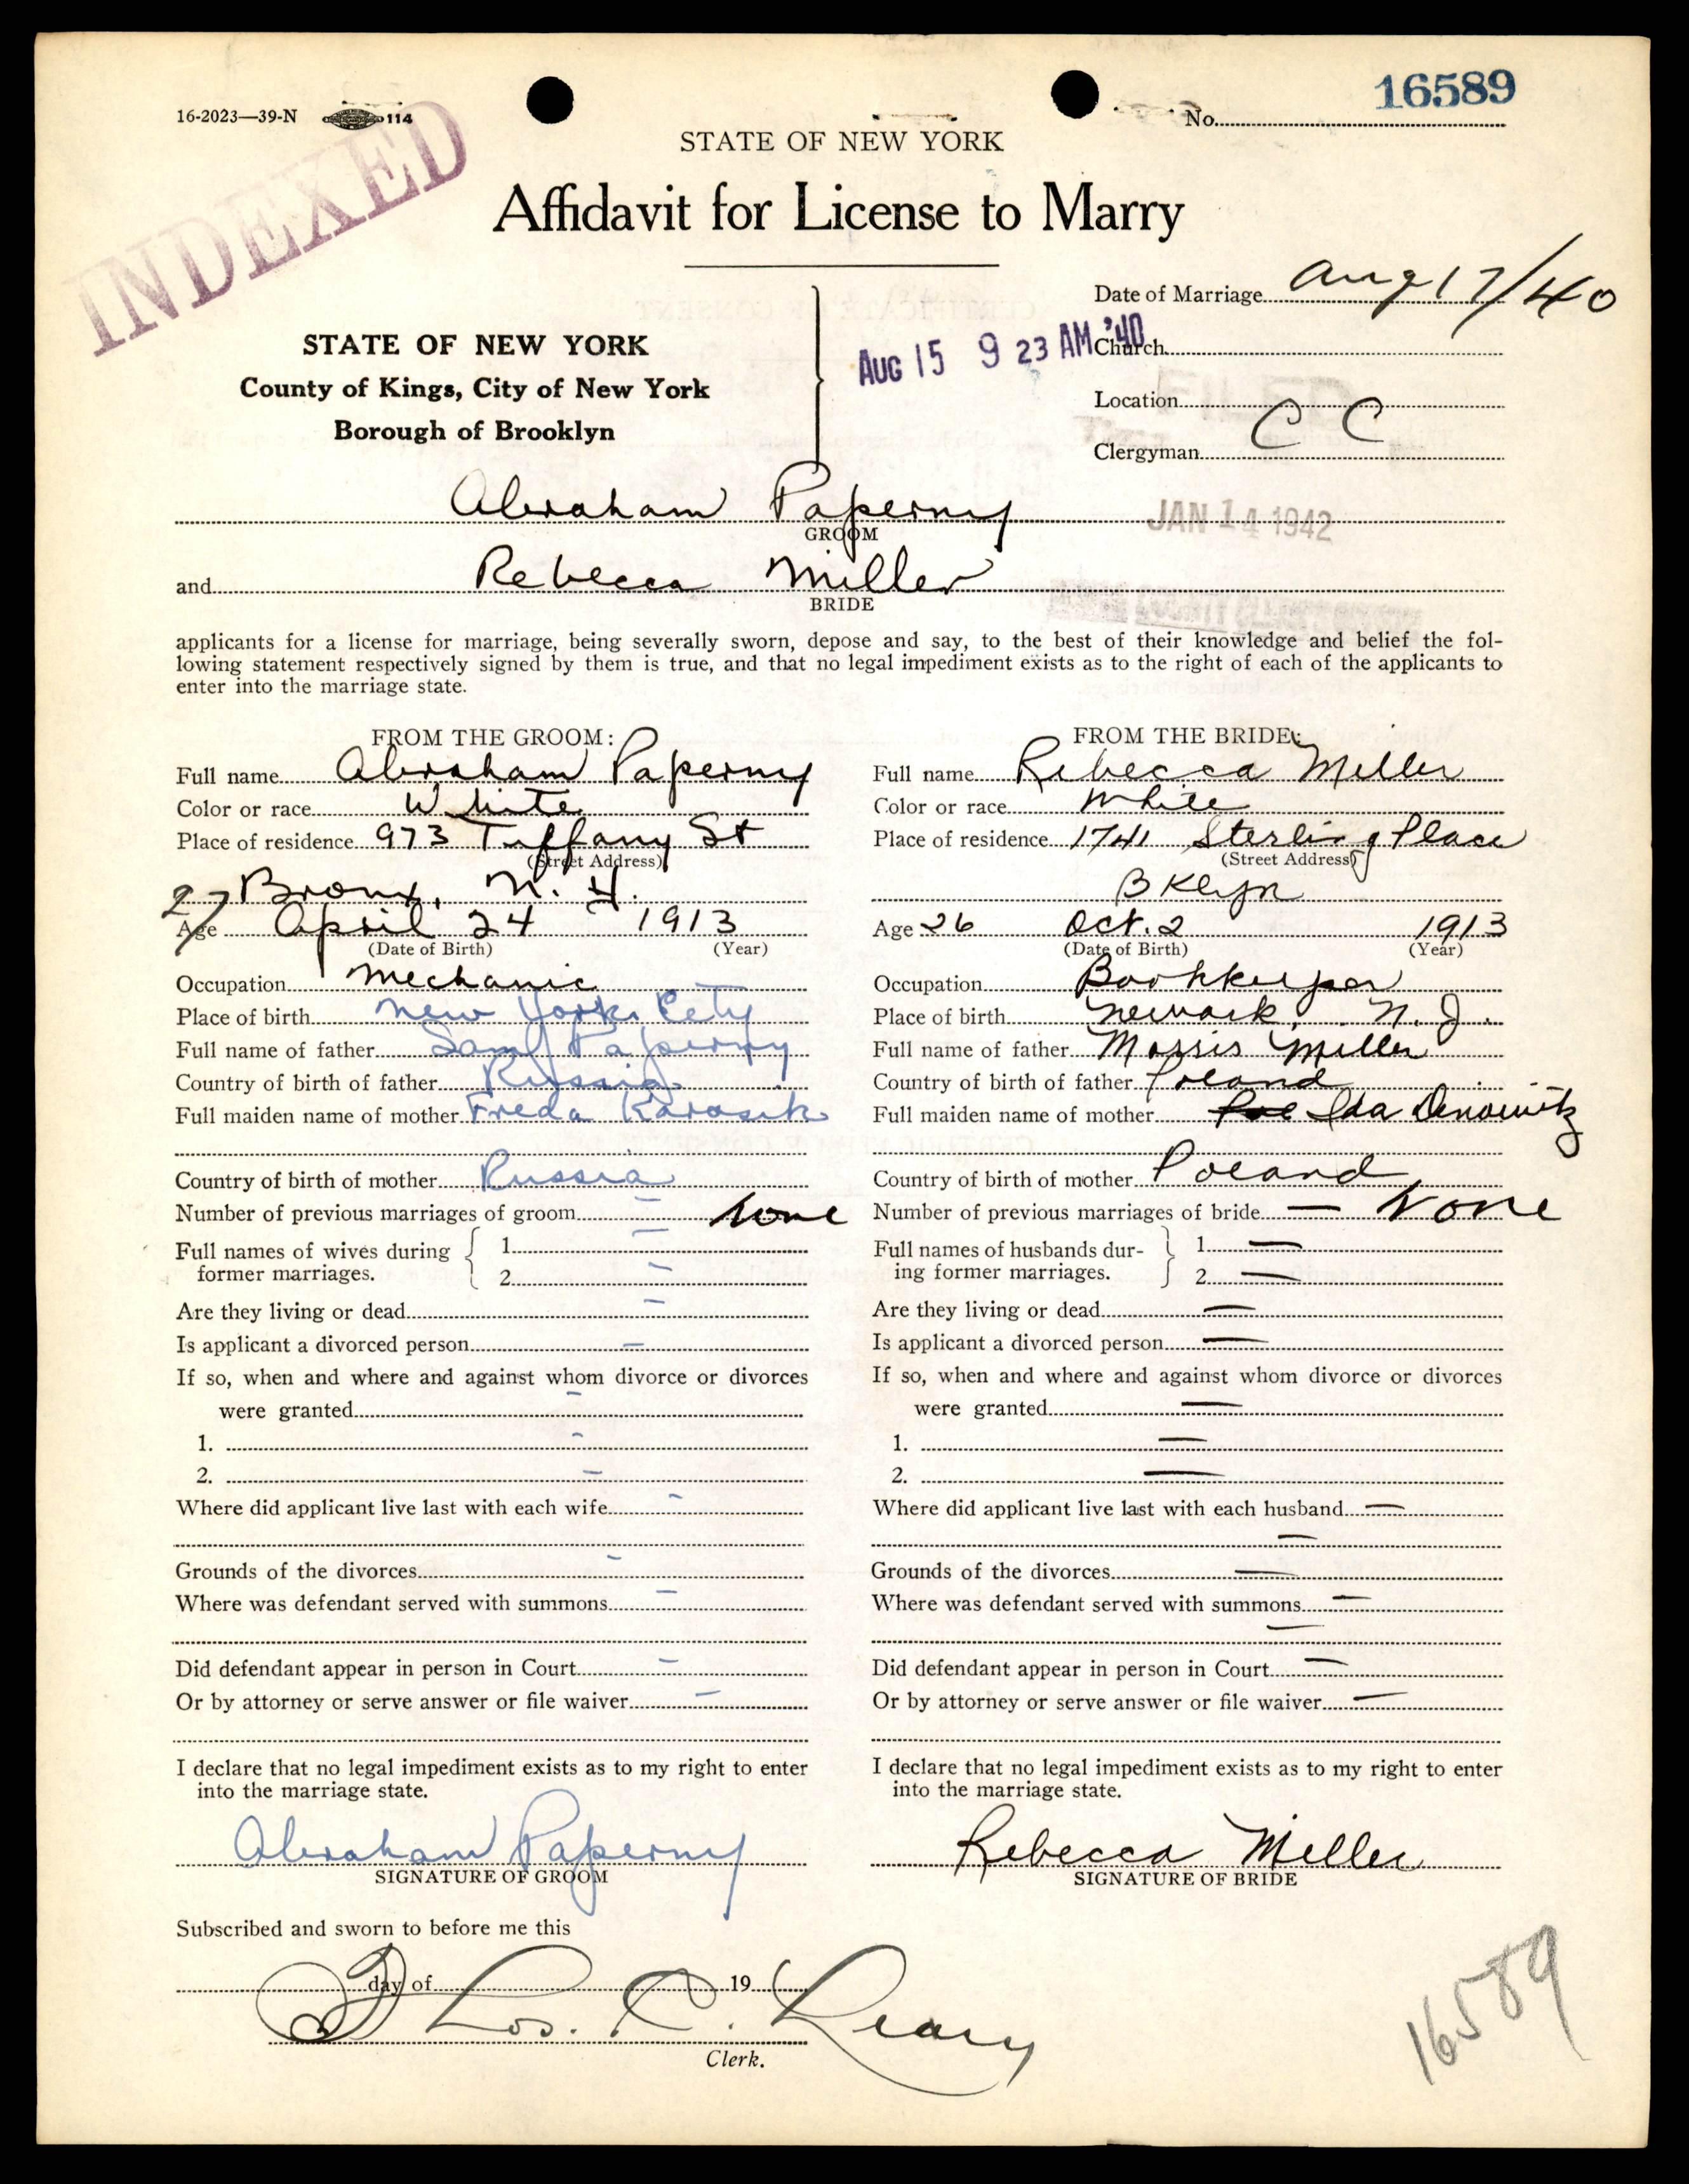 16589
16-2023—39-N 114 No.
STATE OF NEW YORK
INDEXED
Affidavit for License to Marry
Date of Marriage Aug 17/40
AUG 15 9 23 AM '40
Church
STATE OF NEW YORK
County of Kings, City of New York
Borough of Brooklyn
Location
C C
Clergyman
Abraham Paperny
GROOM
JAN 14 1942
and Rebecca Miller
BRIDE
applicants for a license for marriage, being severally sworn, depose and say, to the best of their knowledge and belief the fol-
lowing statement respectively signed by them is true, and that no legal impediment exists as to the right of each of the applicants to
enter into the marriage state.
FROM THE GROOM:
Full name Abraham Paperny
Color or race White
Place of residence 973 Tiffany St
(Street Address)
Bronx, N. Y.
27
Age April 24 1913
(Date of Birth) (Year)
Occupation Mechanic
Place of birth New York City
Full name of father Sam Paperny
Country of birth of father Russia
Full maiden name of mother Freda Karasik
Country of birth of mother Russia
Number of previous marriages of groom — None
Full names of wives during
former marriages.
1. —
2. —
Are they living or dead —
Is applicant a divorced person —
If so, when and where and against whom divorce or divorces
were granted —
1. —
2. —
Where did applicant live last with each wife —
Grounds of the divorces —
Where was defendant served with summons —
Did defendant appear in person in Court —
Or by attorney or serve answer or file waiver —
I declare that no legal impediment exists as to my right to enter
into the marriage state.
Abraham Paperny
SIGNATURE OF GROOM
FROM THE BRIDE:
Full name Rebecca Miller
Color or race White
Place of residence 1741 Sterling Place
(Street Address)
Bklyn
Age 26 Oct. 2 1913
(Date of Birth) (Year)
Occupation Bookkeeper
Place of birth Newark, N. J.
Full name of father Morris Miller
Country of birth of father Poland
Full maiden name of mother Ida
Country of birth of mother Poland
Number of previous marriages of bride — None
Full names of husbands dur-
ing former marriages.
1. —
2. —
Are they living or dead —
Is applicant a divorced person —
If so, when and where and against whom divorce or divorces
were granted —
1. —
2. —
Where did applicant live last with each husband —
—
Grounds of the divorces —
Where was defendant served with summons —
—
Did defendant appear in person in Court —
Or by attorney or serve answer or file waiver —
I declare that no legal impediment exists as to my right to enter
into the marriage state.
Rebecca Miller
SIGNATURE OF BRIDE
Subscribed and sworn to before me this
day of 19
Thos. C. Leary
Clerk.
16589